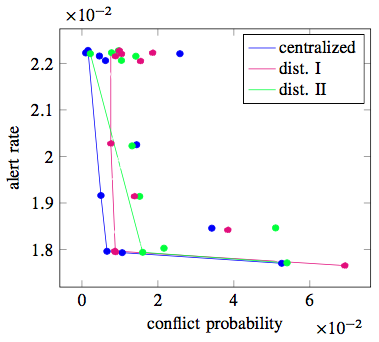 ×10⁻²
centralized
dist. I
dist. II
2.2
2.1
2
1.9
1.8
alert rate
0 2 4 6
conflict probability
×10⁻²